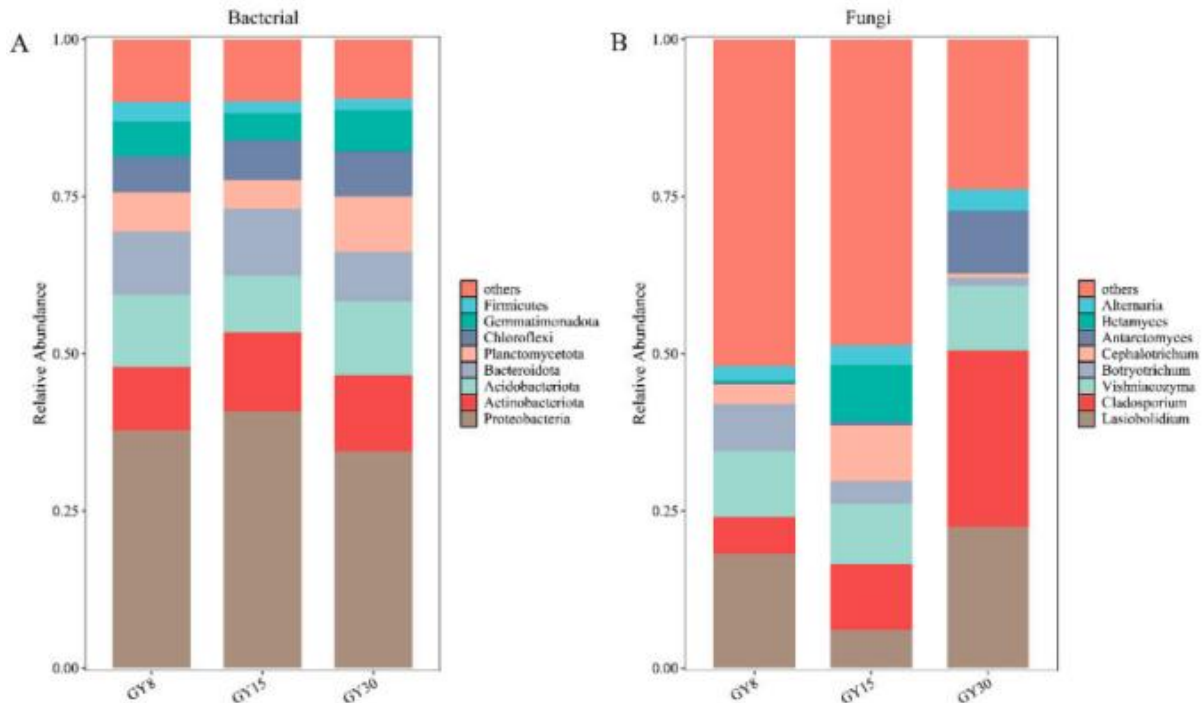 Bacterial
A
1.00
0.75
0.50
0.25
0.00
Relative Abundance
GY8
GY15
GY30
others
Firmicutes
Gemmatimonadota
Chloroflexi
Planctomycetota
Bacteroidota
Acidobacteriota
Actinobacteriota
Proteobacteria
Fungi
B
1.00
0.75
0.50
0.25
0.00
Relative Abundance
GY8
GY15
GY30
others
Alternaria
Betamyces
Antarctomyces
Cephalotrichum
Botryotrichum
Vishniacozyma
Cladosporium
Lasiobolidium